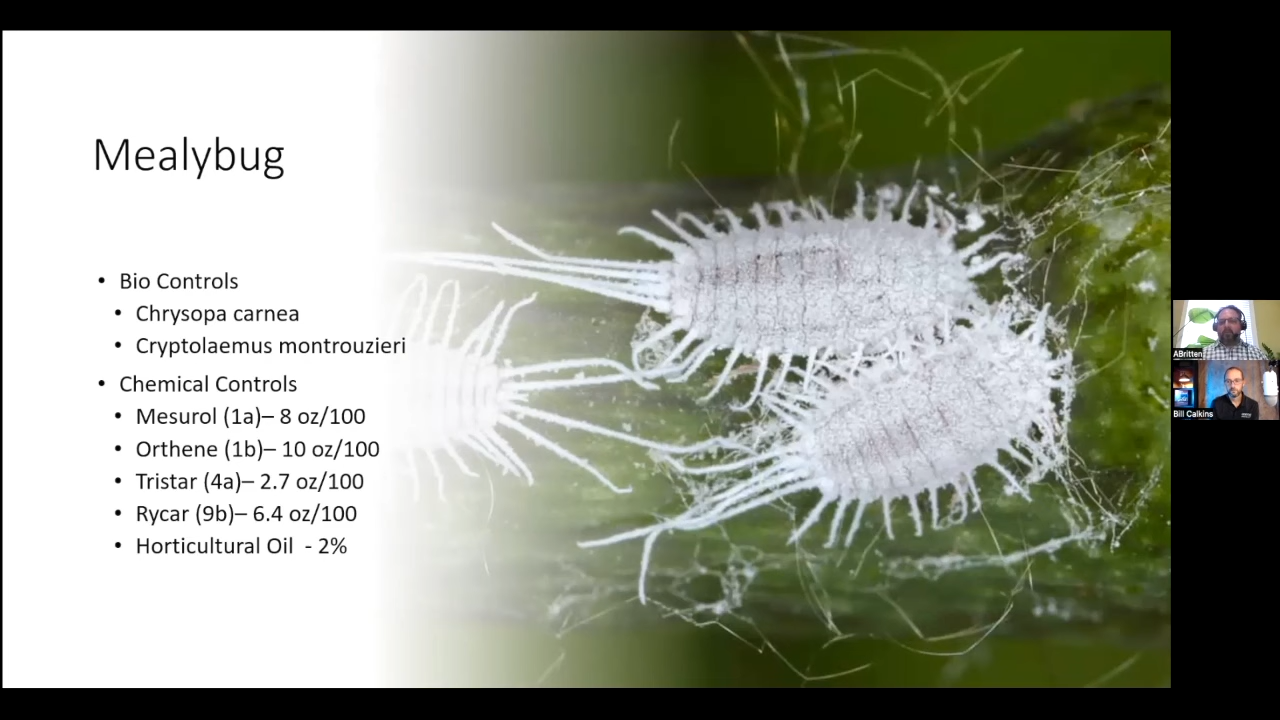 Mealybug
• Bio Controls
• Chrysopa carnea
• Cryptolaemus montrouzieri
• Chemical Controls
• Mesurol (1a)– 8 oz/100
• Orthene (1b)– 10 oz/100
• Tristar (4a)– 2.7 oz/100
• Rycar (9b)– 6.4 oz/100
• Horticultural Oil - 2%
ABritten
Bill Calkins